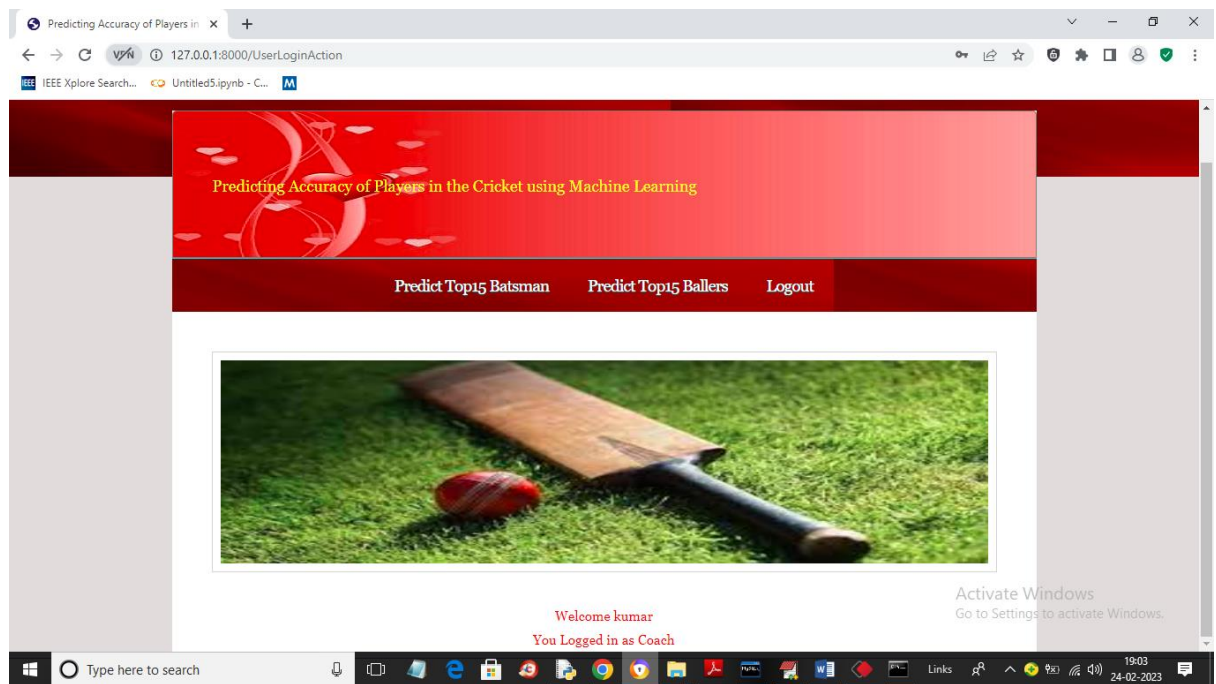 Predicting Accuracy of Players in
127.0.0.1:8000/UserLoginAction
IEEE Xplore Search...
Untitled5.ipynb - C...
Predicting Accuracy of Players in the Cricket using Machine Learning
Predict Top15 Batsman Predict Top15 Ballers Logout
Welcome kumar
You Logged in as Coach
Activate Windows
Go to Settings to activate Windows.
Type here to search
Links
19:03
24-02-2023